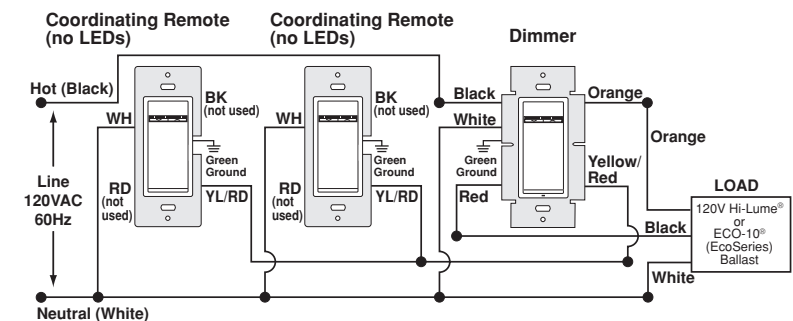 Coordinating Remote
(no LEDs)
Coordinating Remote
(no LEDs)
Dimmer
Hot (Black)
Line
120VAC
60Hz
Neutral (White)
WH
BK
(not used)
Green
Ground
RD
(not
used)
YL/RD
WH
BK
(not used)
Green
Ground
RD
(not
used)
YL/RD
Black
White
Green
Ground
Red
Orange
Orange
Yellow/
Red
Black
White
LOAD
120V Hi-Lume®
or
ECO-10®
(EcoSeries)
Ballast